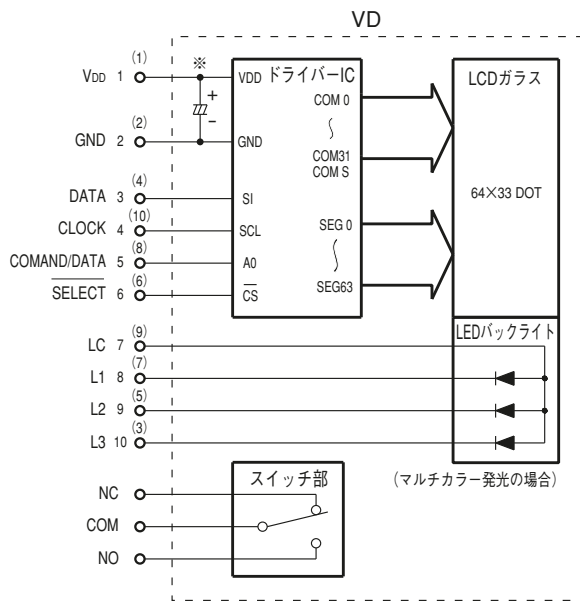 VD
(1)
VDD 1
※
VDD
ドライバーIC
LCDガラス
+
−
COM 0
(2)
GND 2
GND
COM31
COM S
64×33 DOT
(4)
DATA 3
SI
(10)
CLOCK 4
SCL
SEG 0
(8)
COMAND/DATA 5
A0
(6)
SELECT 6
CS
SEG63
(9)
LC 7
LEDバックライト
(7)
L1 8
(5)
L2 9
(3)
L3 10
スイッチ部
(マルチカラー発光の場合)
NC
COM
NO